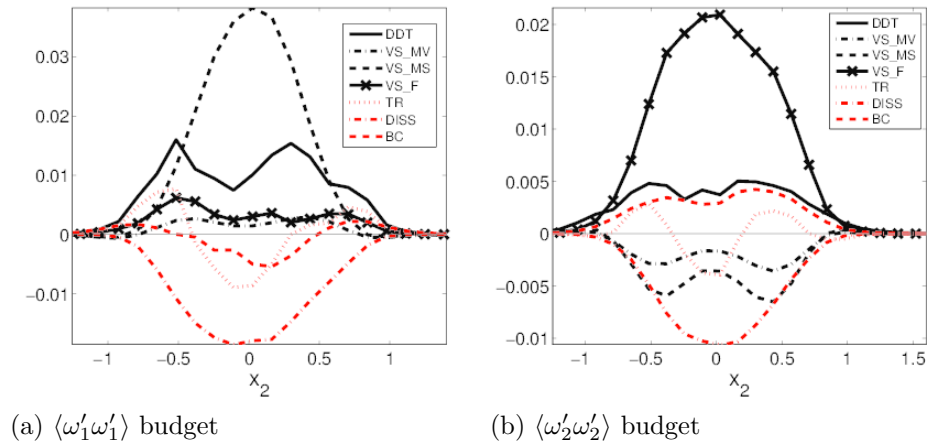 0.03
0.02
0.01
0
−0.01
−1
−0.5
0
0.5
1
x₂
DDT
VS_MV
VS_MS
VS_F
TR
DISS
BC
(a) ⟨ω′₁ω′₁⟩ budget
0.02
0.015
0.01
0.005
0
−0.005
−0.01
−1
−0.5
0
0.5
1
1.5
x₂
DDT
VS_MV
VS_MS
VS_F
TR
DISS
BC
(b) ⟨ω′₂ω′₂⟩ budget